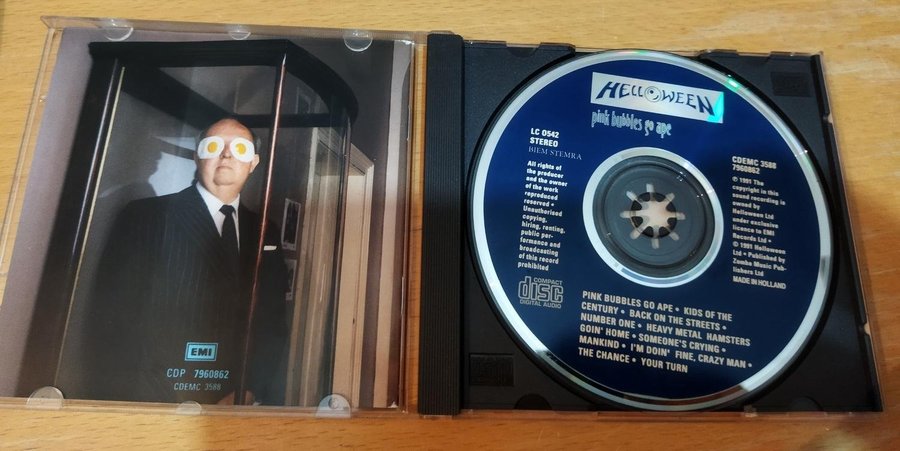 EMI
CDP 7960862
CDEMC 3588
HELLOWEEN
pink bubbles go ape
LC 0542
STEREO
BIEM STEMRA
All rights of
the producer
and the owner
of the work
reproduced
reserved •
Unauthorised
copying,
hiring, renting,
public per-
formance and
broadcasting
of this record
prohibited
COMPACT
disc
DIGITAL AUDIO
CDEMC 3588
7960862
℗ 1991 The
copyright in this
sound recording is
owned by
Helloween Ltd
under exclusive
licence to EMI
Records Ltd •
© 1991 Helloween
Ltd • Published by
Zomba Music Pub-
lishers Ltd
MADE IN HOLLAND
PINK BUBBLES GO APE • KIDS OF THE
CENTURY • BACK ON THE STREETS •
NUMBER ONE • HEAVY METAL HAMSTERS
GOIN' HOME • SOMEONE'S CRYING •
MANKIND • I'M DOIN' FINE, CRAZY MAN •
THE CHANCE • YOUR TURN